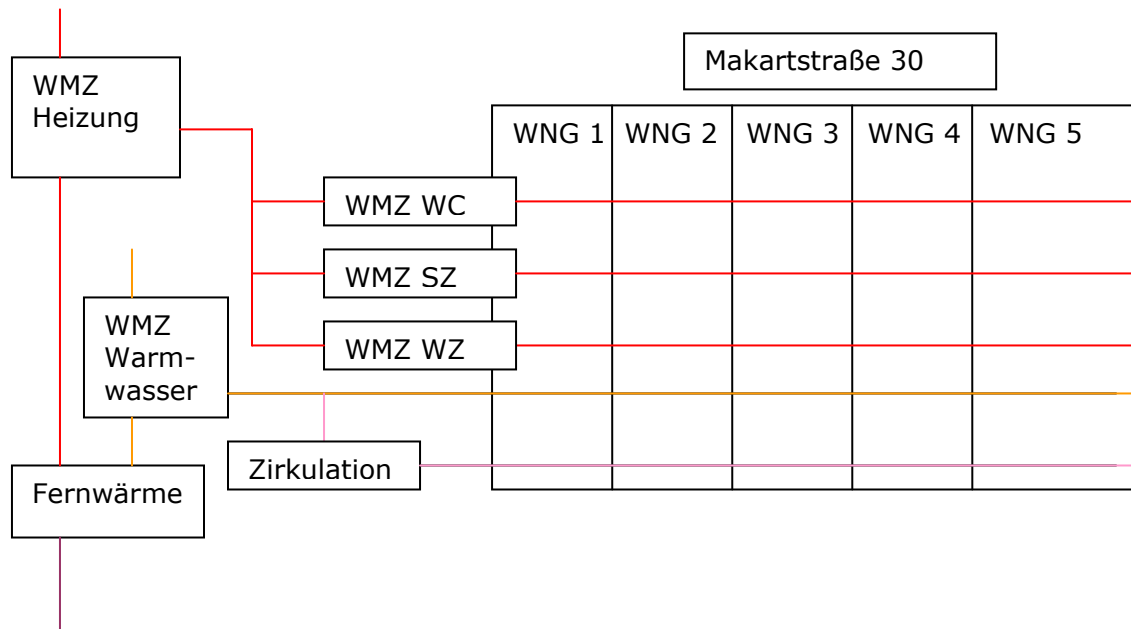 Makartstraße 30
WMZ
Heizung
WNG 1
WNG 2
WNG 3
WNG 4
WNG 5
WMZ WC
WMZ SZ
WMZ
Warm-
wasser
WMZ WZ
Zirkulation
Fernwärme